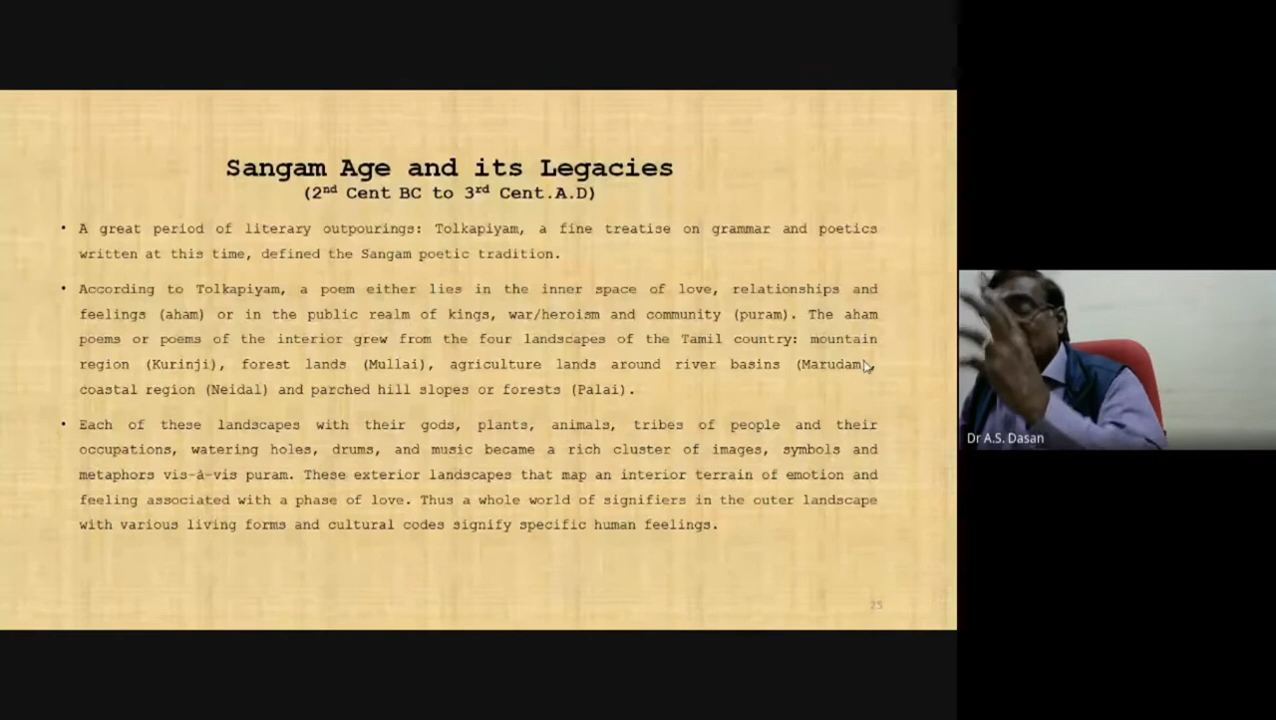 Sangam Age and its Legacies
(2nd Cent BC to 3rd Cent.A.D)
• A great period of literary outpourings: Tolkapiyam, a fine treatise on grammar and poetics
written at this time, defined the Sangam poetic tradition.
• According to Tolkapiyam, a poem either lies in the inner space of love, relationships and
feelings (aham) or in the public realm of kings, war/heroism and community (puram). The aham
poems or poems of the interior grew from the four landscapes of the Tamil country: mountain
region (Kurinji), forest lands (Mullai), agriculture lands around river basins (Marudam),
coastal region (Neidal) and parched hill slopes or forests (Palai).
• Each of these landscapes with their gods, plants, animals, tribes of people and their
occupations, watering holes, drums, and music became a rich cluster of images, symbols and
metaphors vis-à-vis puram. These exterior landscapes that map an interior terrain of emotion and
feeling associated with a phase of love. Thus a whole world of signifiers in the outer landscape
with various living forms and cultural codes signify specific human feelings.
25
Dr A.S. Dasan